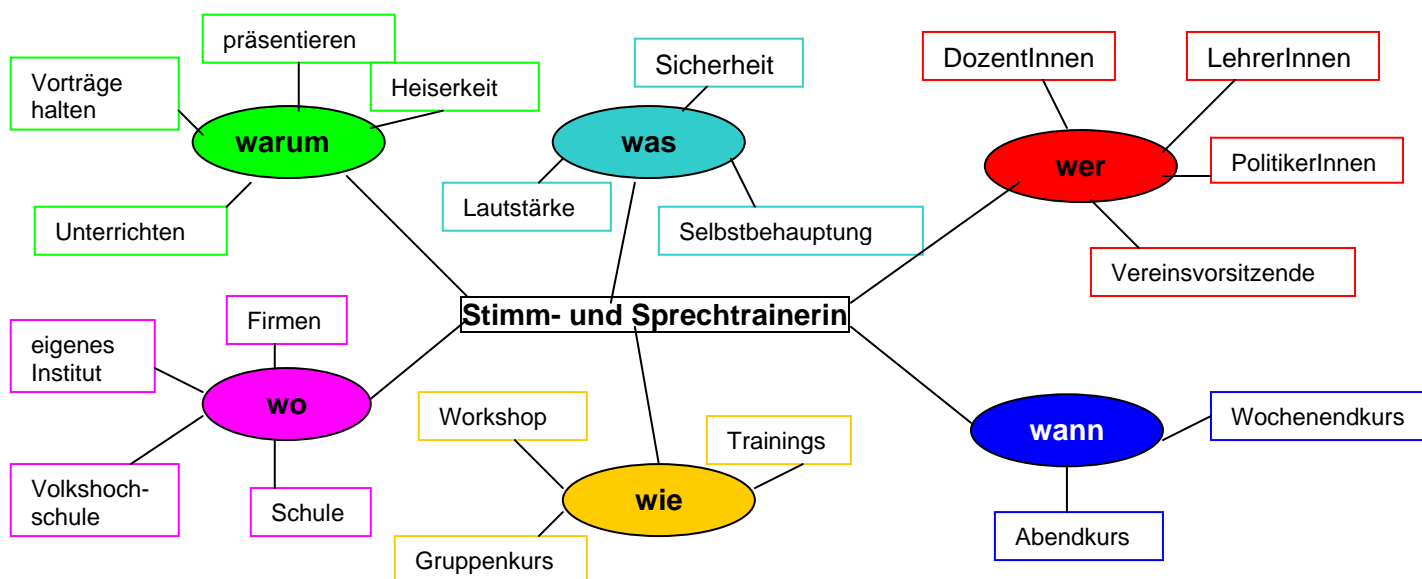 präsentieren
Vorträge
halten
Heiserkeit
warum
Unterrichten
Sicherheit
was
Lautstärke
Selbstbehauptung
DozentInnen
LehrerInnen
wer
PolitikerInnen
Vereinsvorsitzende
Stimm- und Sprechtrainerin
Firmen
eigenes
Institut
wo
Volkshoch-
schule
Schule
Workshop
Trainings
wie
Gruppenkurs
wann
Wochenendkurs
Abendkurs